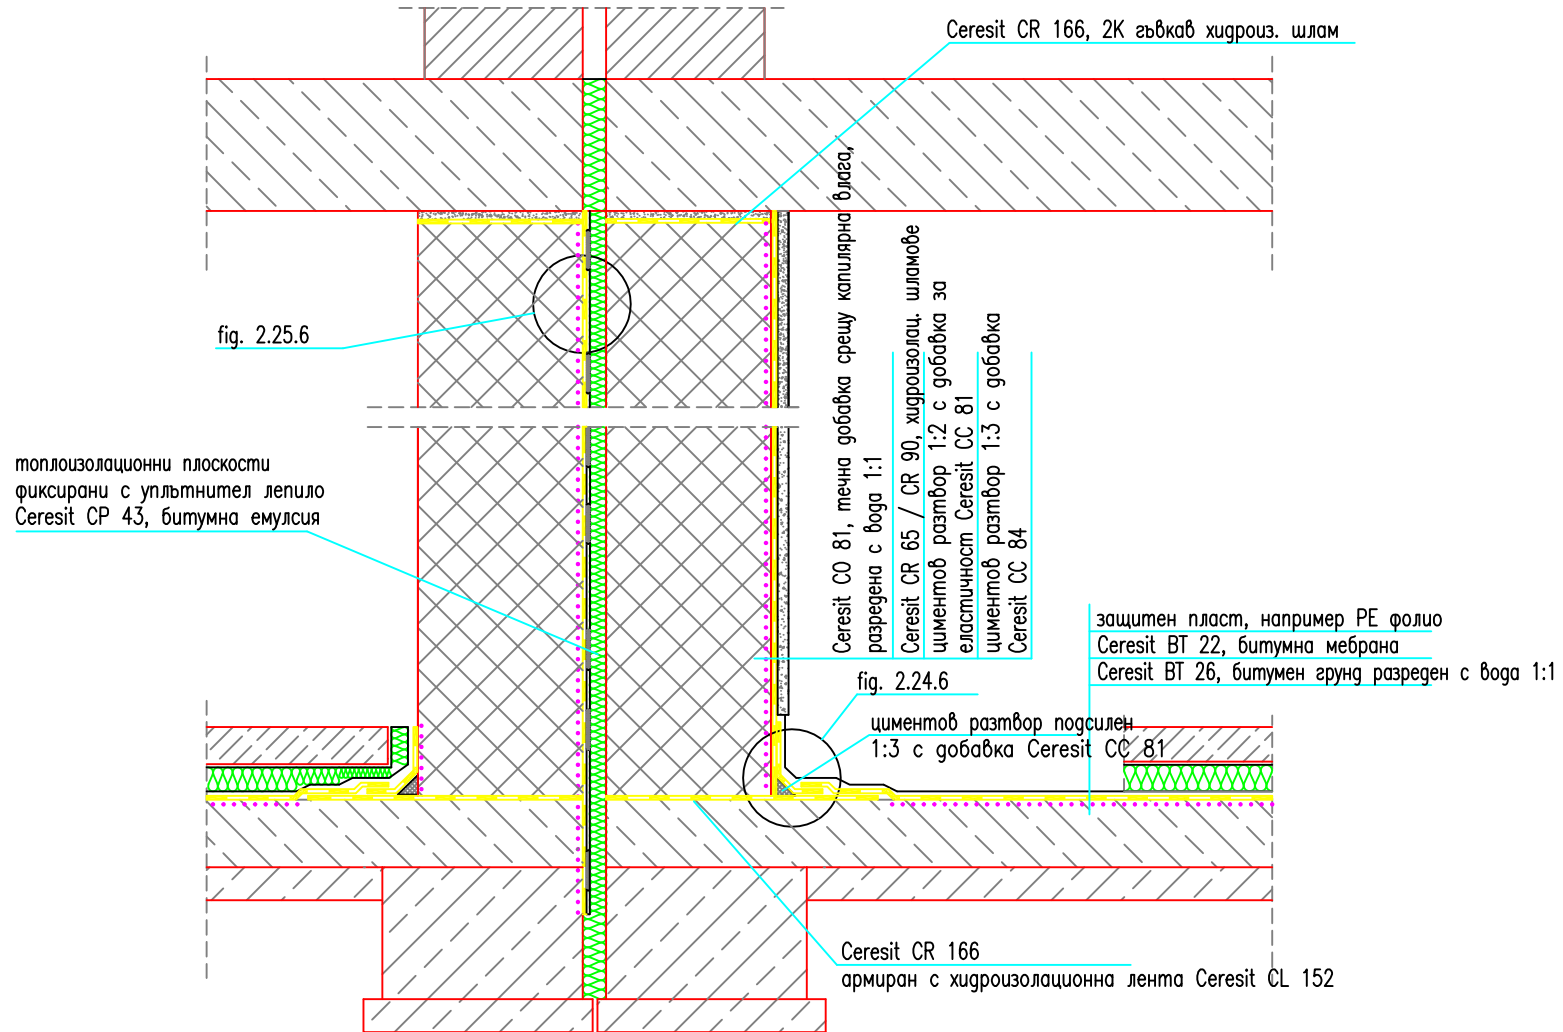 Ceresit CR 166, 2K гъвкав хидроиз. шлам
fig. 2.25.6
топлоизолационни плоскости
фиксирани с уплътнител лепило
Ceresit CP 43, битумна емулсия
Ceresit CO 81, течна добавка срещу капилярна влага,
разредена с вода 1:1
Ceresit CR 65 / CR 90, хидроизолац. шламове
циментов разтвор 1:2 с добавка за
еластичност Ceresit CC 81
циментов разтвор 1:3 с добавка
Ceresit CC 84
защитен пласт, например PE фолио
Ceresit BT 22, битумна мебрана
Ceresit BT 26, битумен грунд разреден с вода 1:1
fig. 2.24.6
циментов разтвор подсилен
1:3 с добавка Ceresit CC 81
Ceresit CR 166
армиран с хидроизолационна лента Ceresit CL 152